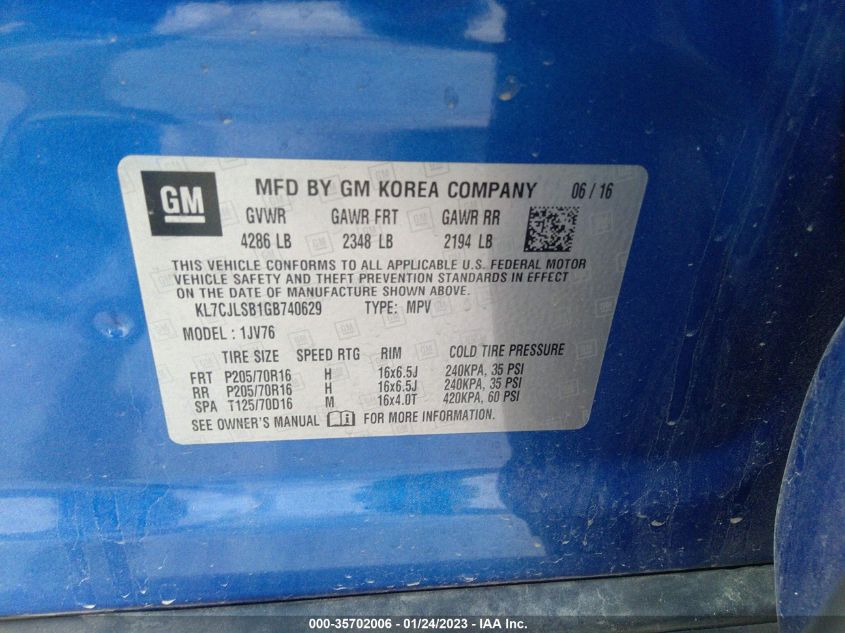 GM MFD BY GM KOREA COMPANY 06 / 16
GVWR GAWR FRT GAWR RR
4286 LB 2348 LB 2194 LB
THIS VEHICLE CONFORMS TO ALL APPLICABLE U.S. FEDERAL MOTOR
VEHICLE SAFETY AND THEFT PREVENTION STANDARDS IN EFFECT
ON THE DATE OF MANUFACTURE SHOWN ABOVE.
KL7CJLSB1GB740629 TYPE: MPV
MODEL : 1JV76
TIRE SIZE SPEED RTG RIM COLD TIRE PRESSURE
FRT P205/70R16 H 16x6.5J 240KPA, 35 PSI
RR P205/70R16 H 16x6.5J 240KPA, 35 PSI
SPA T125/70D16 M 16x4.0T 420KPA, 60 PSI
SEE OWNER'S MANUAL FOR MORE INFORMATION.
000-35702006 - 01/24/2023 - IAA Inc.